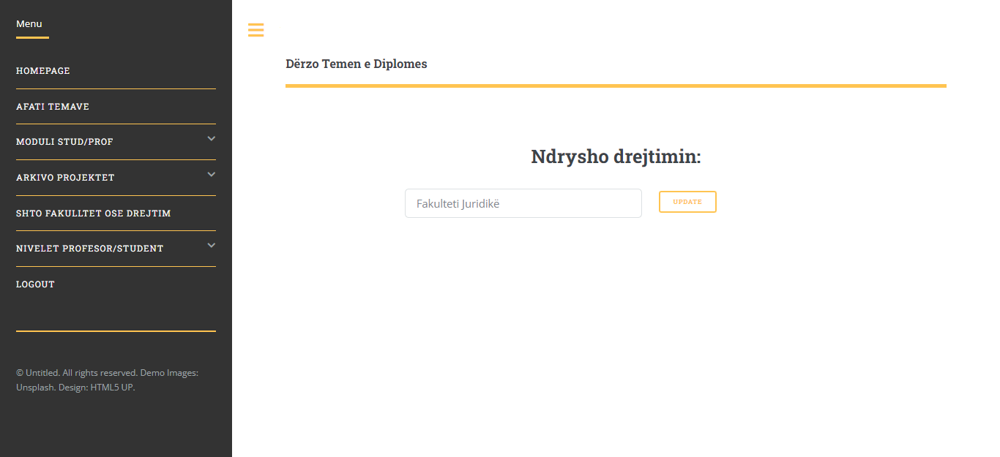 Menu
HOMEPAGE
AFATI TEMAVE
MODULI STUD/PROF
ARKIVO PROJEKTET
SHTO FAKULLTET OSE DREJTIM
NIVELET PROFESOR/STUDENT
LOGOUT
© Untitled. All rights reserved. Demo Images:
Unsplash. Design: HTML5 UP.
Dërzo Temen e Diplomes
Ndrysho drejtimin:
Fakulteti Juridikë
UPDATE